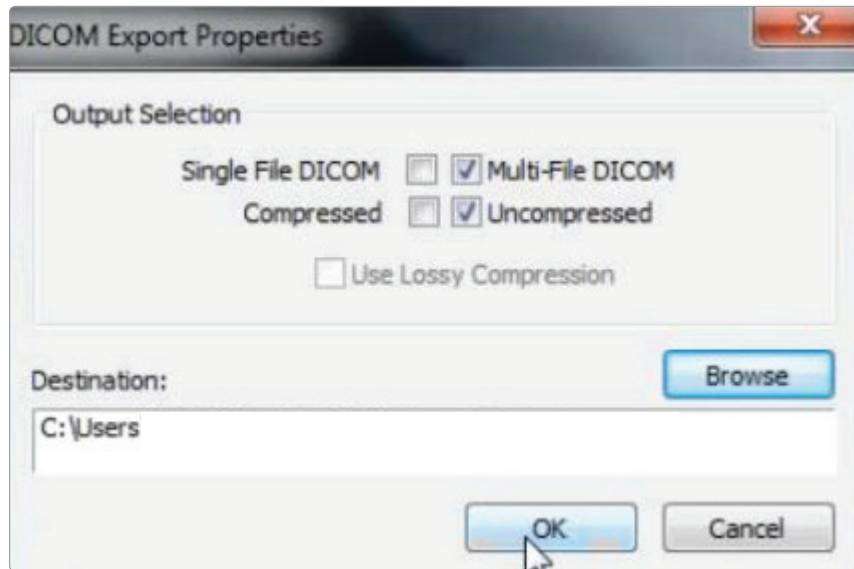 DICOM Export Properties
Output Selection
Single File DICOM Multi-File DICOM
Compressed Uncompressed
Use Lossy Compression
Browse
Destination:
C:\Users
OK Cancel